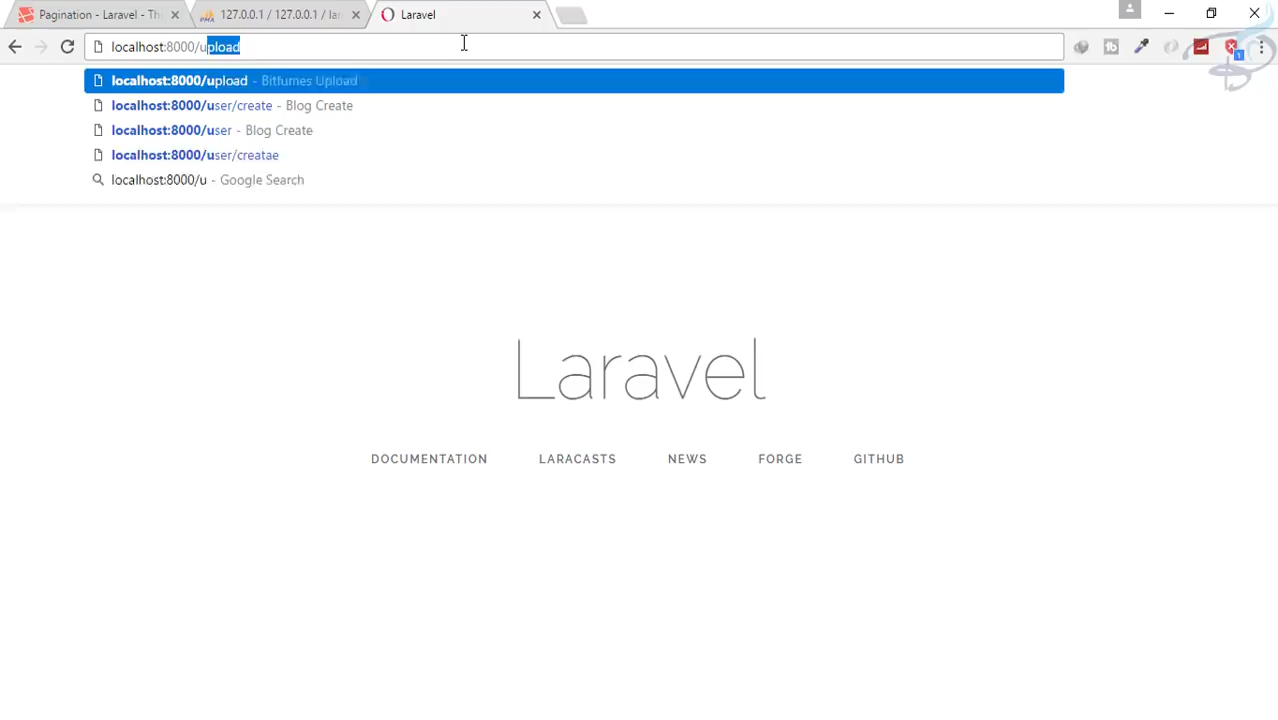 Pagination - Laravel - Th
127.0.0.1 / 127.0.0.1 / lar
Laravel
localhost:8000/upload
localhost:8000/upload - Bitfumes Upload
localhost:8000/user/create - Blog Create
localhost:8000/user - Blog Create
localhost:8000/user/creatae
localhost:8000/u - Google Search
Laravel
DOCUMENTATION LARACASTS NEWS FORGE GITHUB